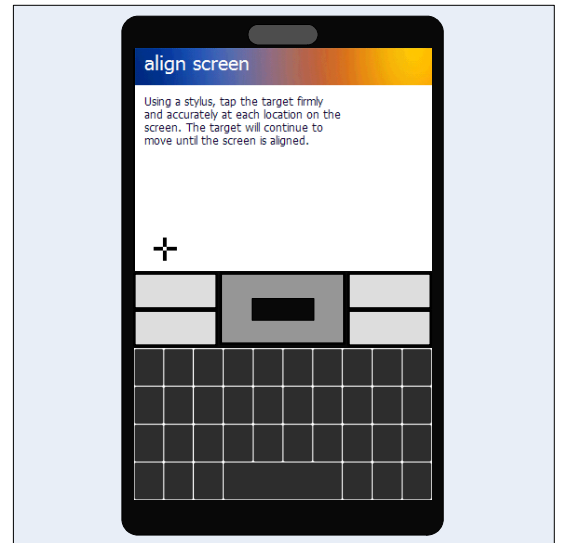 align screen
Using a stylus, tap the target firmly
and accurately at each location on the
screen. The target will continue to
move until the screen is aligned.